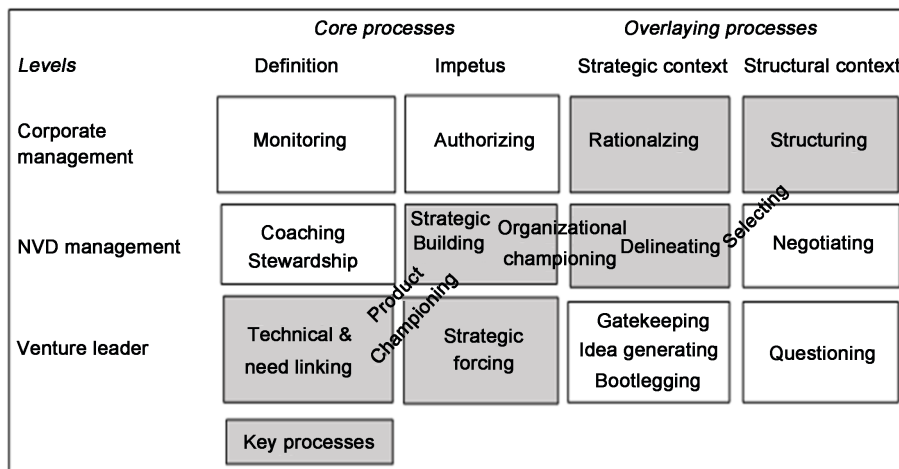 Core processes Overlaying processes
Levels Definition Impetus Strategic context Structural context
Corporate
management
Monitoring Authorizing Rationalzing Structuring
NVD management
Coaching
Stewardship
Strategic
Building
Organizational
championing
Delineating
Selecting
Negotiating
Product
Championing
Venture leader
Technical &
need linking
Strategic
forcing
Gatekeeping
Idea generating
Bootlegging
Questioning
Key processes